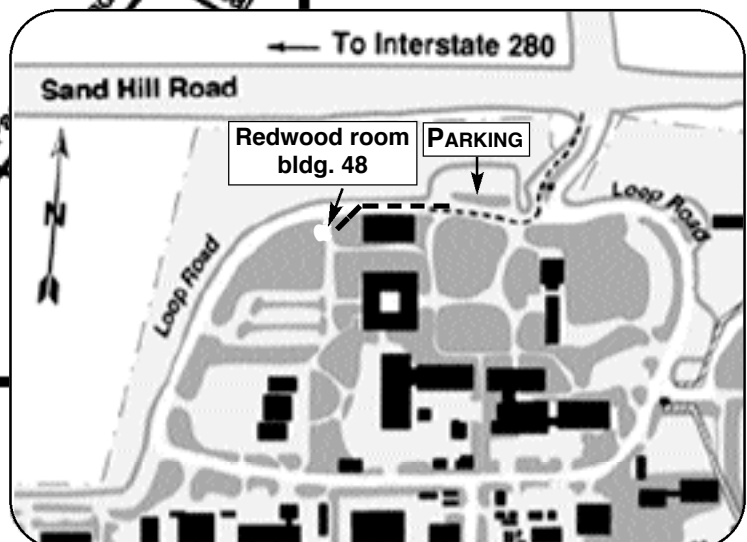 To Interstate 280
Sand Hill Road
Redwood room
bldg. 48
PARKING
Loop Road
N
Loop Road